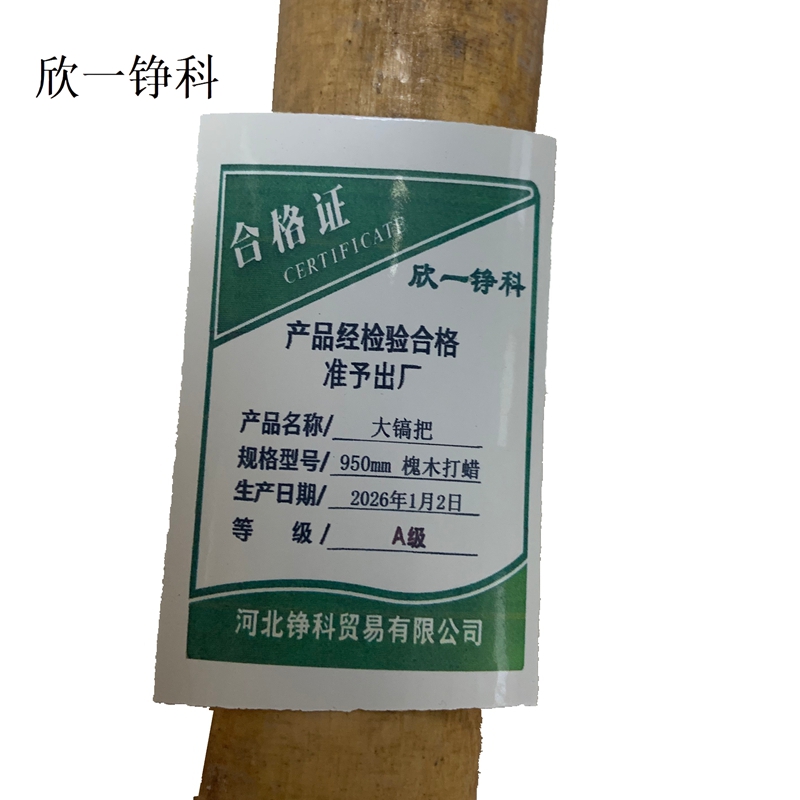 欣一铮科
合格证
CERTIFICATE
欣一铮科
产品经检验合格
准予出厂
产品名称/ 大镐把
规格型号/ 950mm 槐木打蜡
生产日期/ 2026年1月2日
等 级/ A级
河北铮科贸易有限公司